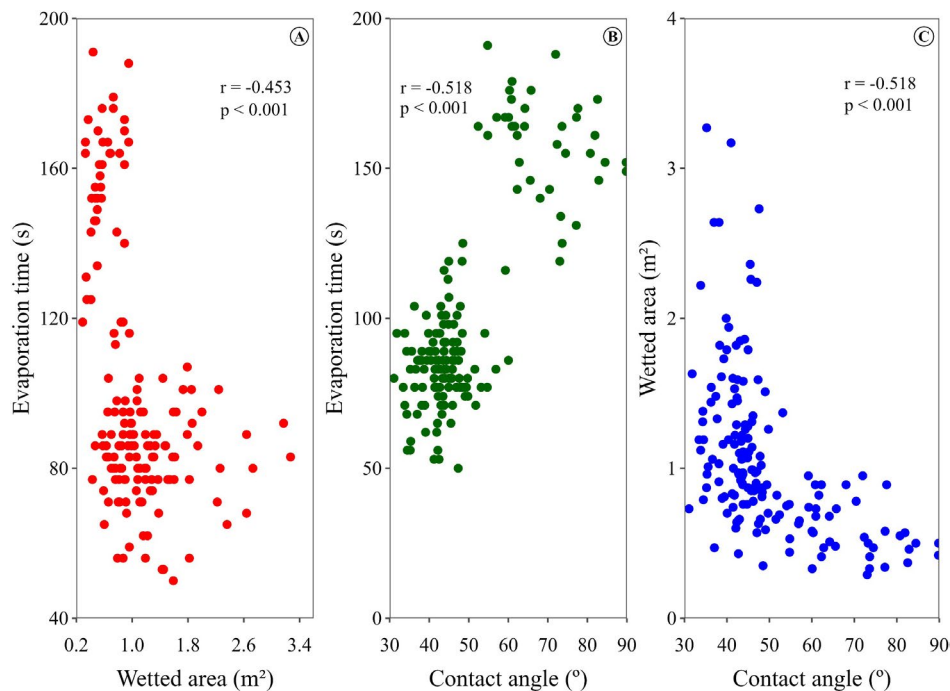 A
r = -0.453
p < 0.001
200
160
120
80
40
Evaporation time (s)
0.2
1.0
1.8
2.6
3.4
Wetted area (m²)
B
r = -0.518
p < 0.001
200
150
100
50
0
Evaporation time (s)
30
40
50
60
70
80
90
Contact angle (º)
C
r = -0.518
p < 0.001
4
3
2
1
0
Wetted area (m²)
30
40
50
60
70
80
90
Contact angle (º)